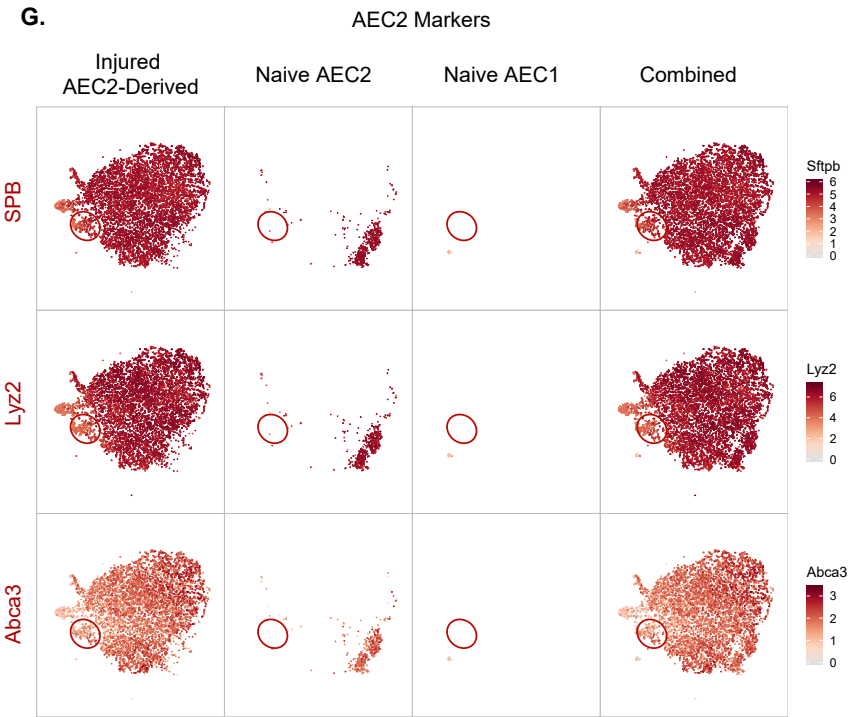 G.
AEC2 Markers
Injured
AEC2-Derived
Naive AEC2
Naive AEC1
Combined
SPB
Sftpb
6
5
4
3
2
1
0
Lyz2
Lyz2
6
4
2
0
Abca3
Abca3
3
2
1
0